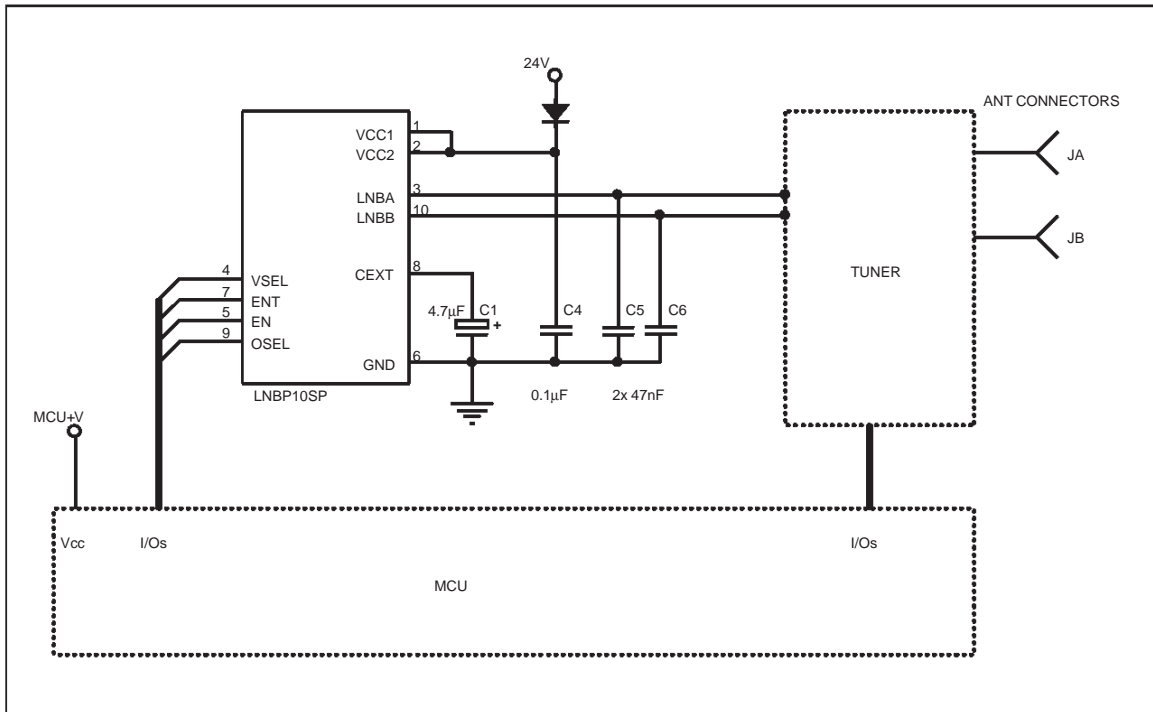 24V
ANT CONNECTORS
1
VCC1
2
VCC2
JA
3
LNBA
10
LNBB
JB
TUNER
8
CEXT
4
VSEL
7
ENT
5
EN
9
OSEL
4.7µF C1
+
C4
C5
C6
6
GND
LNBP10SP
0.1µF
2x 47nF
MCU+V
Vcc
I/Os
I/Os
MCU